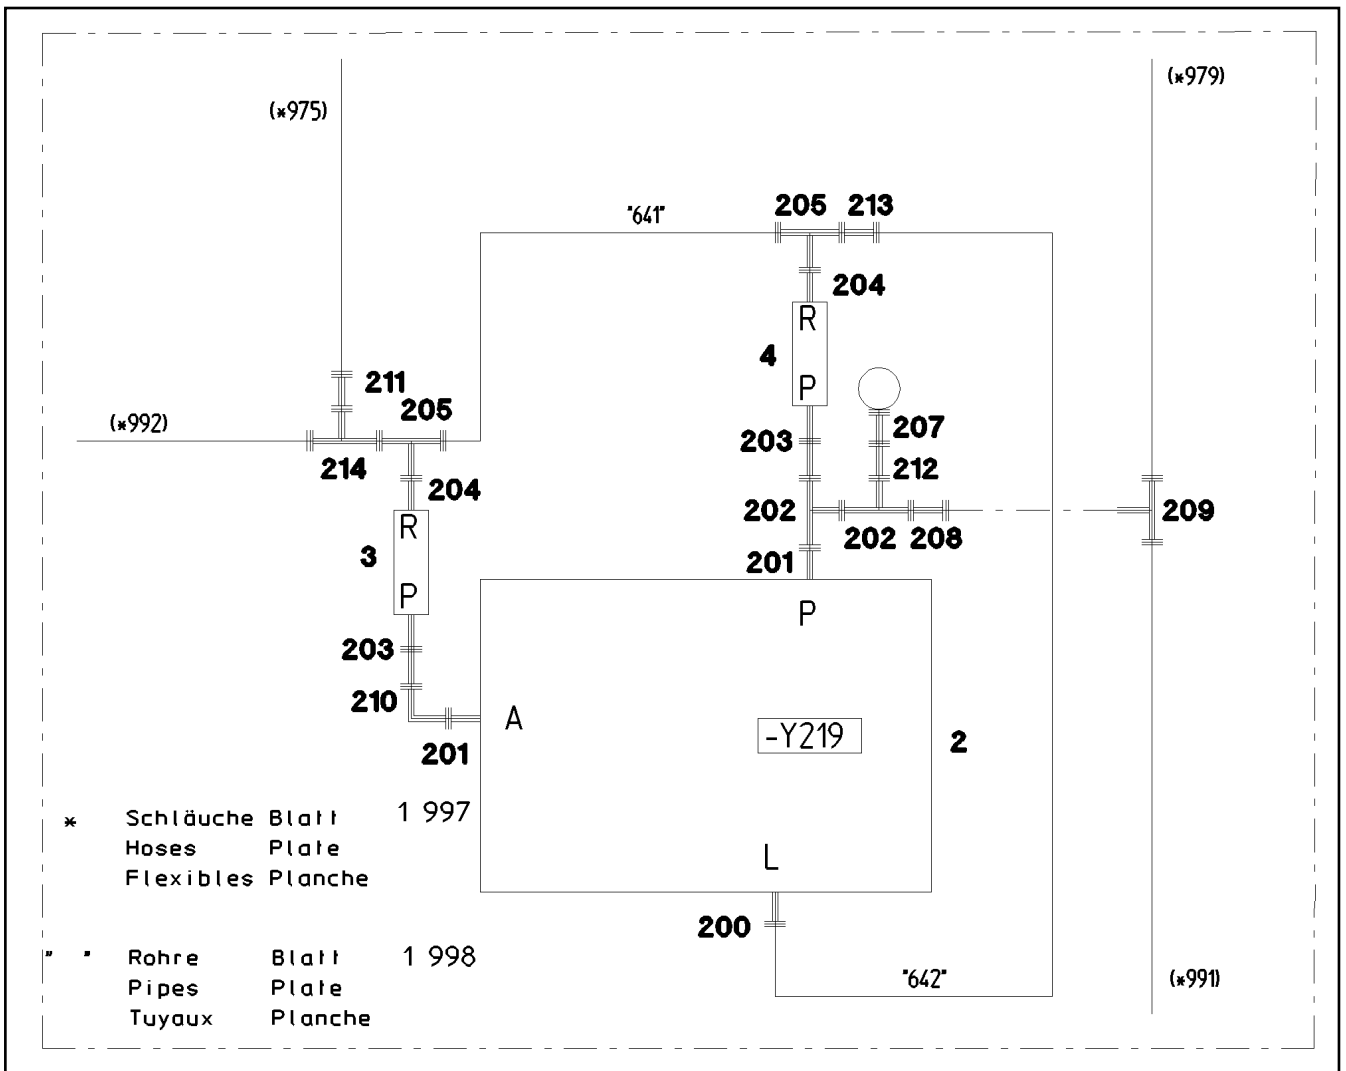 (*975)
(*979)
"641"
205 213
204
R
4
P
211
205
(*992)
214
203
207
212
204
202
202 208
209
R
3
P
201
P
203
210
A
201
-Y219
2
* Schläuche Blatt 1 997
Hoses Plate
Flexibles Planche
L
200
" " Rohre Blatt 1 998
Pipes Plate
Tuyaux Planche
"642"
(*991)